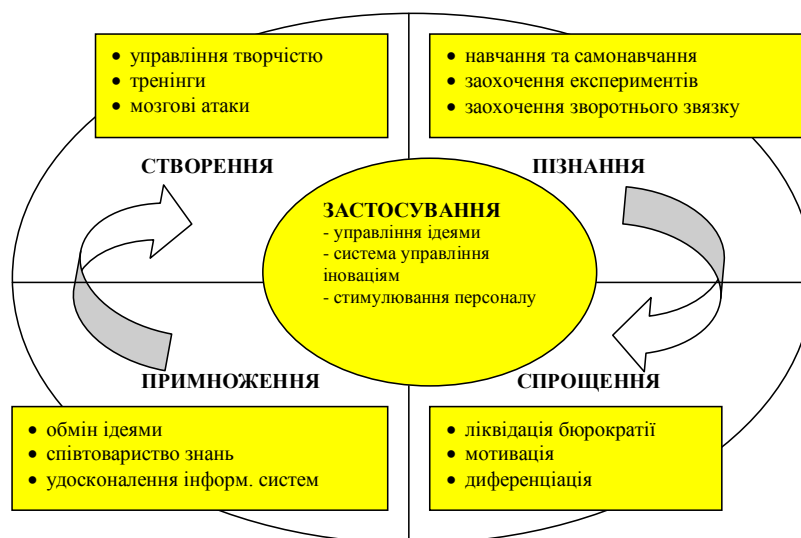 • управління творчістю
• тренінги
• мозгові атаки
• навчання та самонавчання
• заохочення експериментів
• заохочення зворотнього звязку
СТВОРЕННЯ
ПІЗНАННЯ
ЗАСТОСУВАННЯ
- управління ідеями
- система управління
іноваціям
- стимулювання персоналу
ПРИМНОЖЕННЯ
СПРОЩЕННЯ
• обмін ідеями
• співтовариство знань
• удосконалення інформ. систем
• ліквідація бюрократії
• мотивація
• диференціація